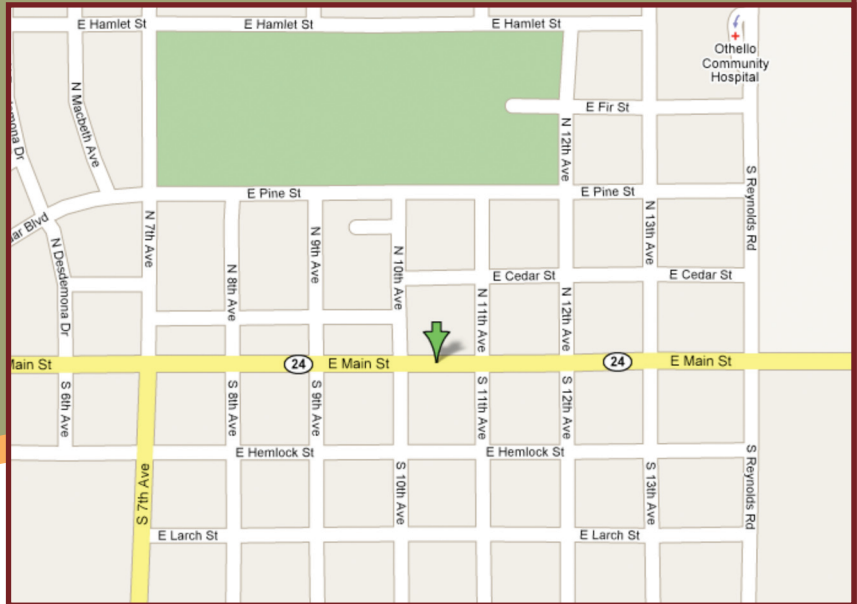 E Hamlet St
E Hamlet St
E Hamlet St
Othello
Community
Hospital
N Macbeth Ave
E Fir St
N 12th Ave
E Pine St
E Pine St
S Reynolds Rd
N 7th Ave
N 9th Ave
N 13th Ave
N Desdemona Dr
N 8th Ave
N 10th Ave
E Cedar St
E Cedar St
N 11th Ave
N 12th Ave
Main St
24
E Main St
24
E Main St
S 6th Ave
S 8th Ave
S 9th Ave
S 11th Ave
S 12th Ave
E Hemlock St
E Hemlock St
S 7th Ave
S 10th Ave
S 13th Ave
S Reynolds Rd
E Larch St
E Larch St